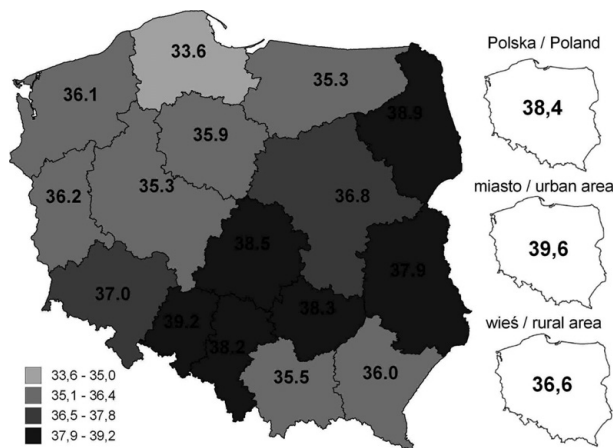 33.6
36.1
35.3
38.9
35.9
36.2
35.3
36.8
38.5
37.9
37.0
39.2
38.3
38.2
35.5
36.0
33,6 - 35,0
35,1 - 36,4
36,5 - 37,8
37,9 - 39,2
Polska / Poland
38,4
miasto / urban area
39,6
wieś / rural area
36,6